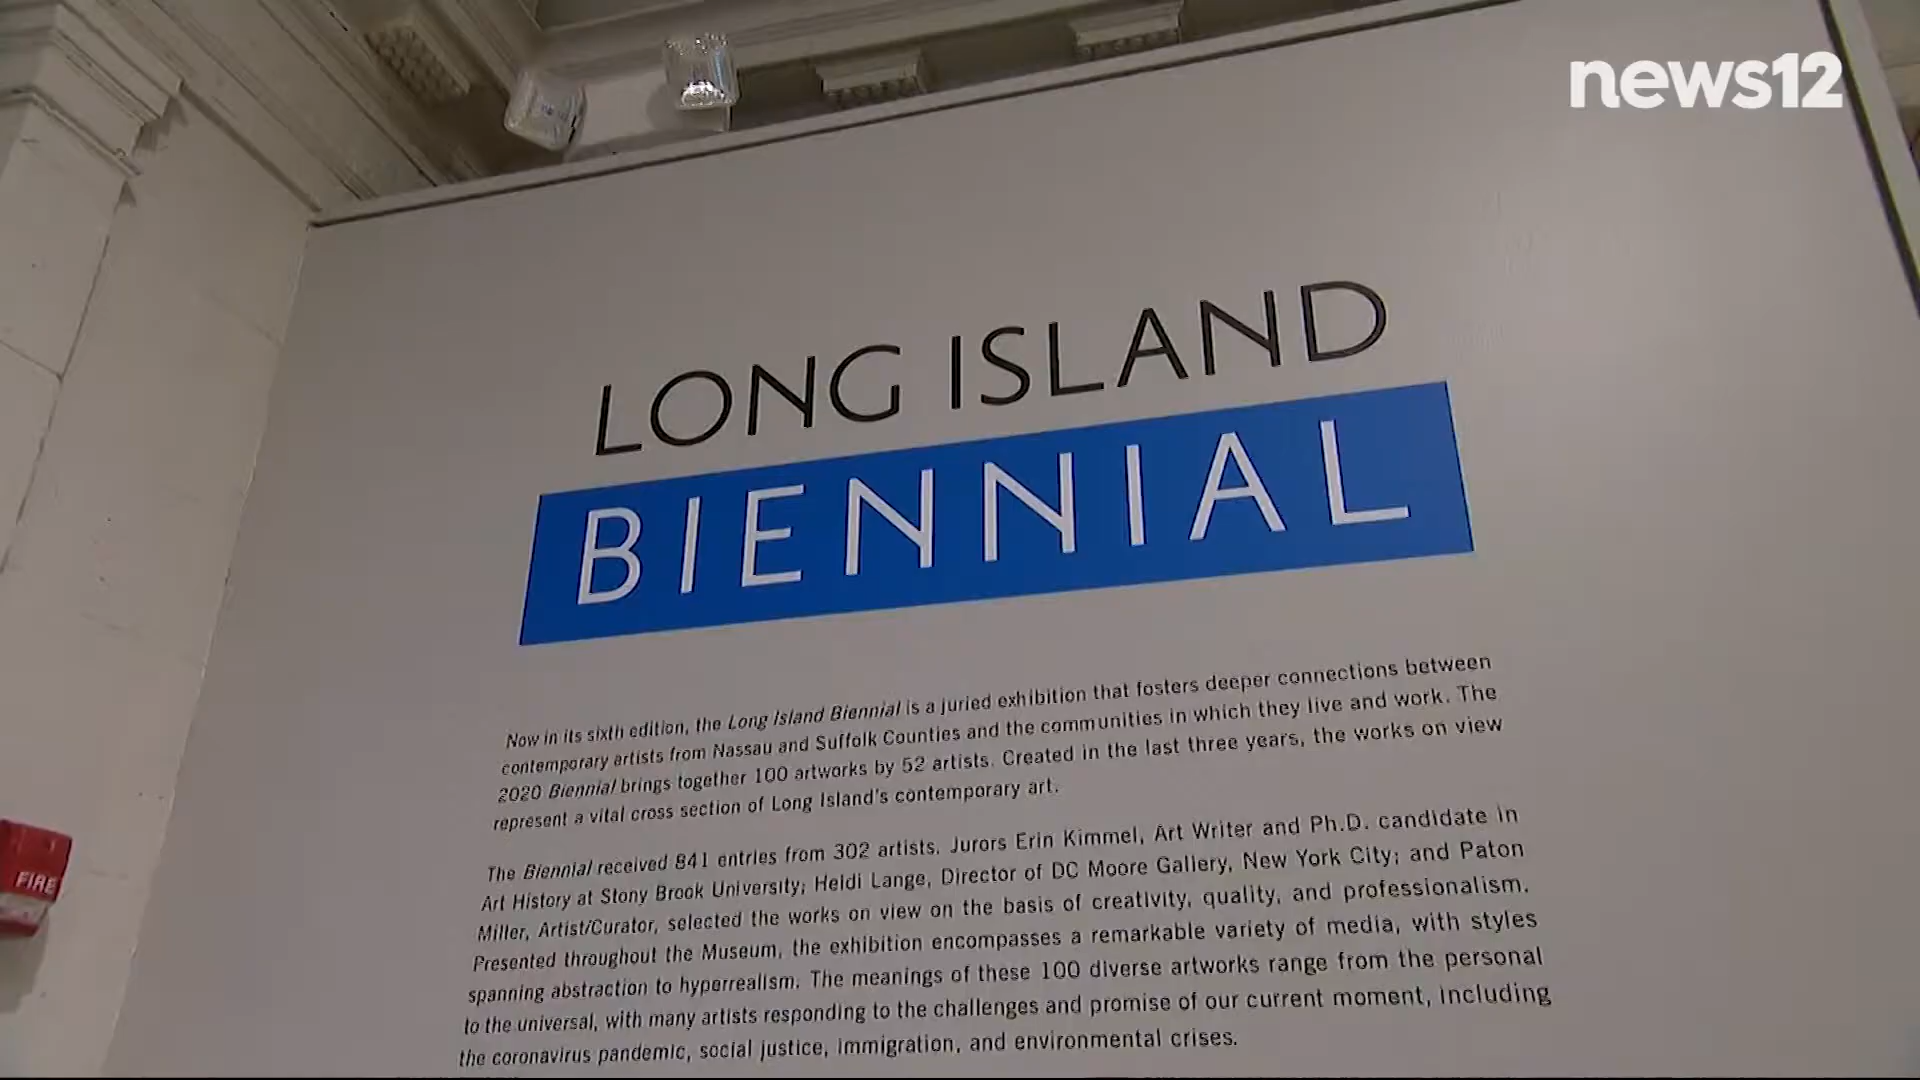 news12
LONG ISLAND
BIENNIAL
Now in its sixth edition, the Long Island Biennial is a juried exhibition that fosters deeper connections between
contemporary artists from Nassau and Suffolk Counties and the communities in which they live and work. The
2020 Biennial brings together 100 artworks by 52 artists. Created in the last three years, the works on view
represent a vital cross section of Long Island's contemporary art.
The Biennial received 841 entries from 302 artists. Jurors Erin Kimmel, Art Writer and Ph.D. candidate in
Art History at Stony Brook University; Heidi Lange, Director of DC Moore Gallery, New York City; and Paton
Miller, Artist/Curator, selected the works on view on the basis of creativity, quality, and professionalism.
Presented throughout the Museum, the exhibition encompasses a remarkable variety of media, with styles
spanning abstraction to hyperrealism. The meanings of these 100 diverse artworks range from the personal
to the universal, with many artists responding to the challenges and promise of our current moment, including
the coronavirus pandemic, social justice, immigration, and environmental crises.
FIRE